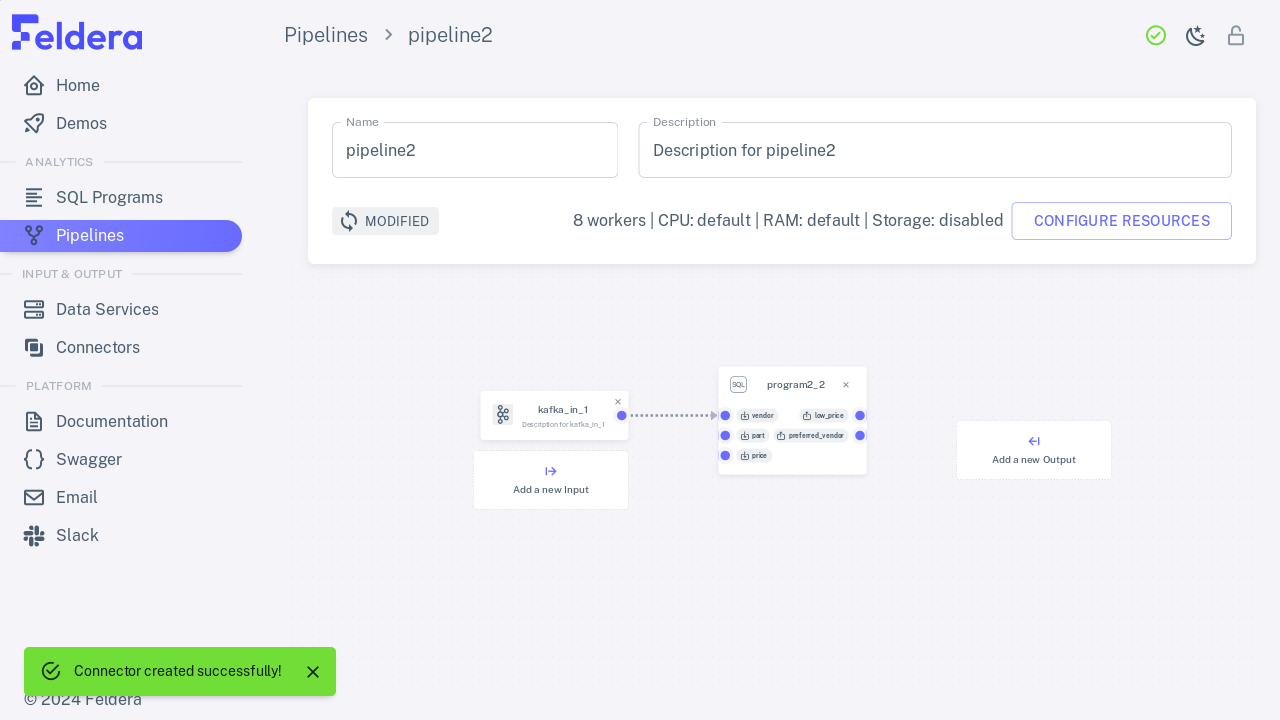 Feldera
Pipelines
pipeline2
Home
Demos
ANALYTICS
SQL Programs
Pipelines
INPUT & OUTPUT
Data Services
Connectors
PLATFORM
Documentation
Swagger
Email
Slack
Name
pipeline2
Description
Description for pipeline2
MODIFIED
8 workers | CPU: default | RAM: default | Storage: disabled
CONFIGURE RESOURCES
kafka_in_1
Description for kafka_in_1
Add a new Input
SQL
program2_2
vendor
low_price
part
preferred_vendor
price
Add a new Output
Connector created successfully!
© 2024 Feldera